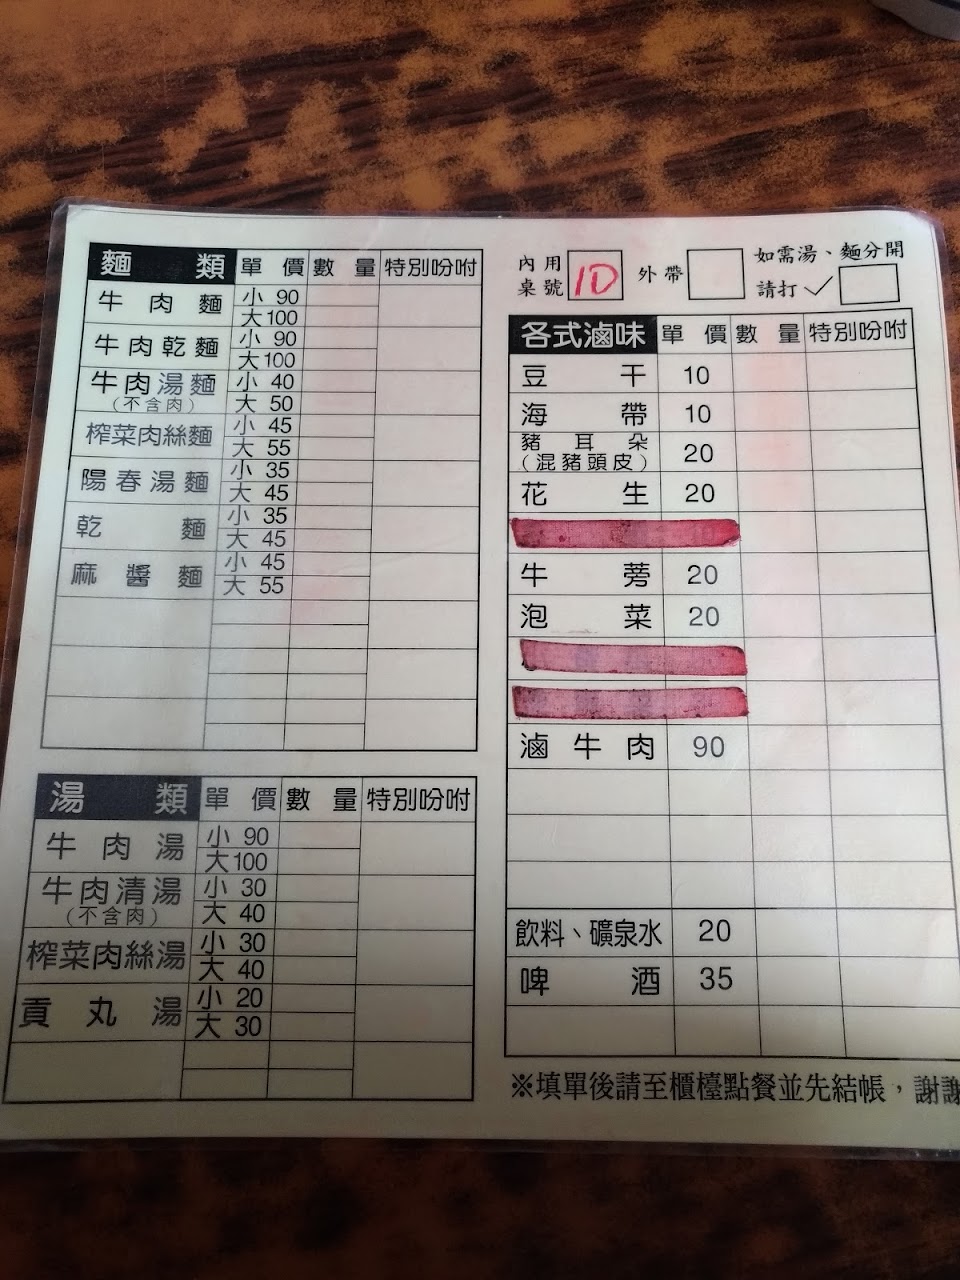 麵類 單價 數量 特別吩咐
牛肉麵 小 90
大 100
牛肉乾麵 小 90
大 100
牛肉湯麵 小 40
(不含肉) 大 50
榨菜肉絲麵 小 45
大 55
陽春湯麵 小 35
大 45
乾麵 小 35
大 45
麻醬麵 小 45
大 55
湯類 單價 數量 特別吩咐
牛肉湯 小 90
大 100
牛肉清湯 小 30
(不含肉) 大 40
榨菜肉絲湯 小 30
大 40
貢丸湯 小 20
大 30
內用
桌號 10 外帶
如需湯、麵分開
請打✓
各式滷味 單價 數量 特別吩咐
豆干 10
海帶 10
豬耳朵 20
(混豬頭皮)
花生 20
牛蒡 20
泡菜 20
滷牛肉 90
飲料、礦泉水 20
啤酒 35
※填單後請至櫃檯點餐並先結帳，謝謝